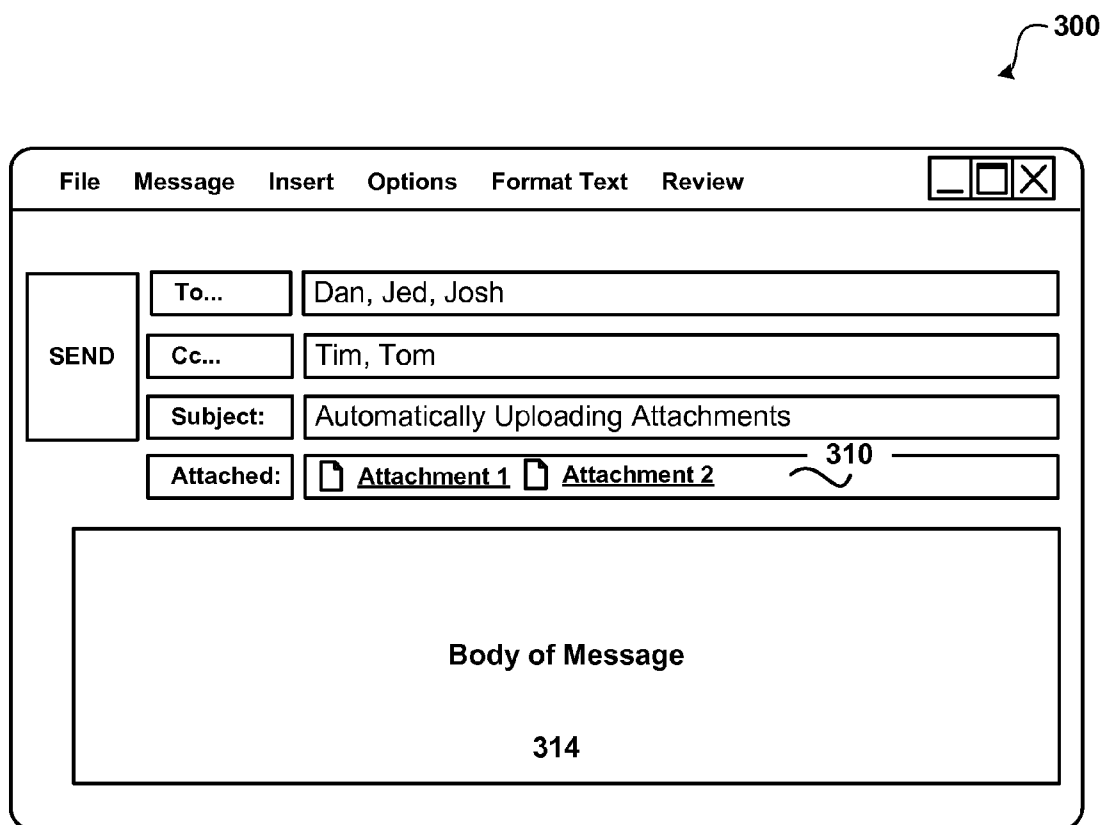 300
File Message Insert Options Format Text Review
To... Dan, Jed, Josh
SEND Cc... Tim, Tom
Subject: Automatically Uploading Attachments
310
Attached: Attachment 1 Attachment 2
Body of Message
314